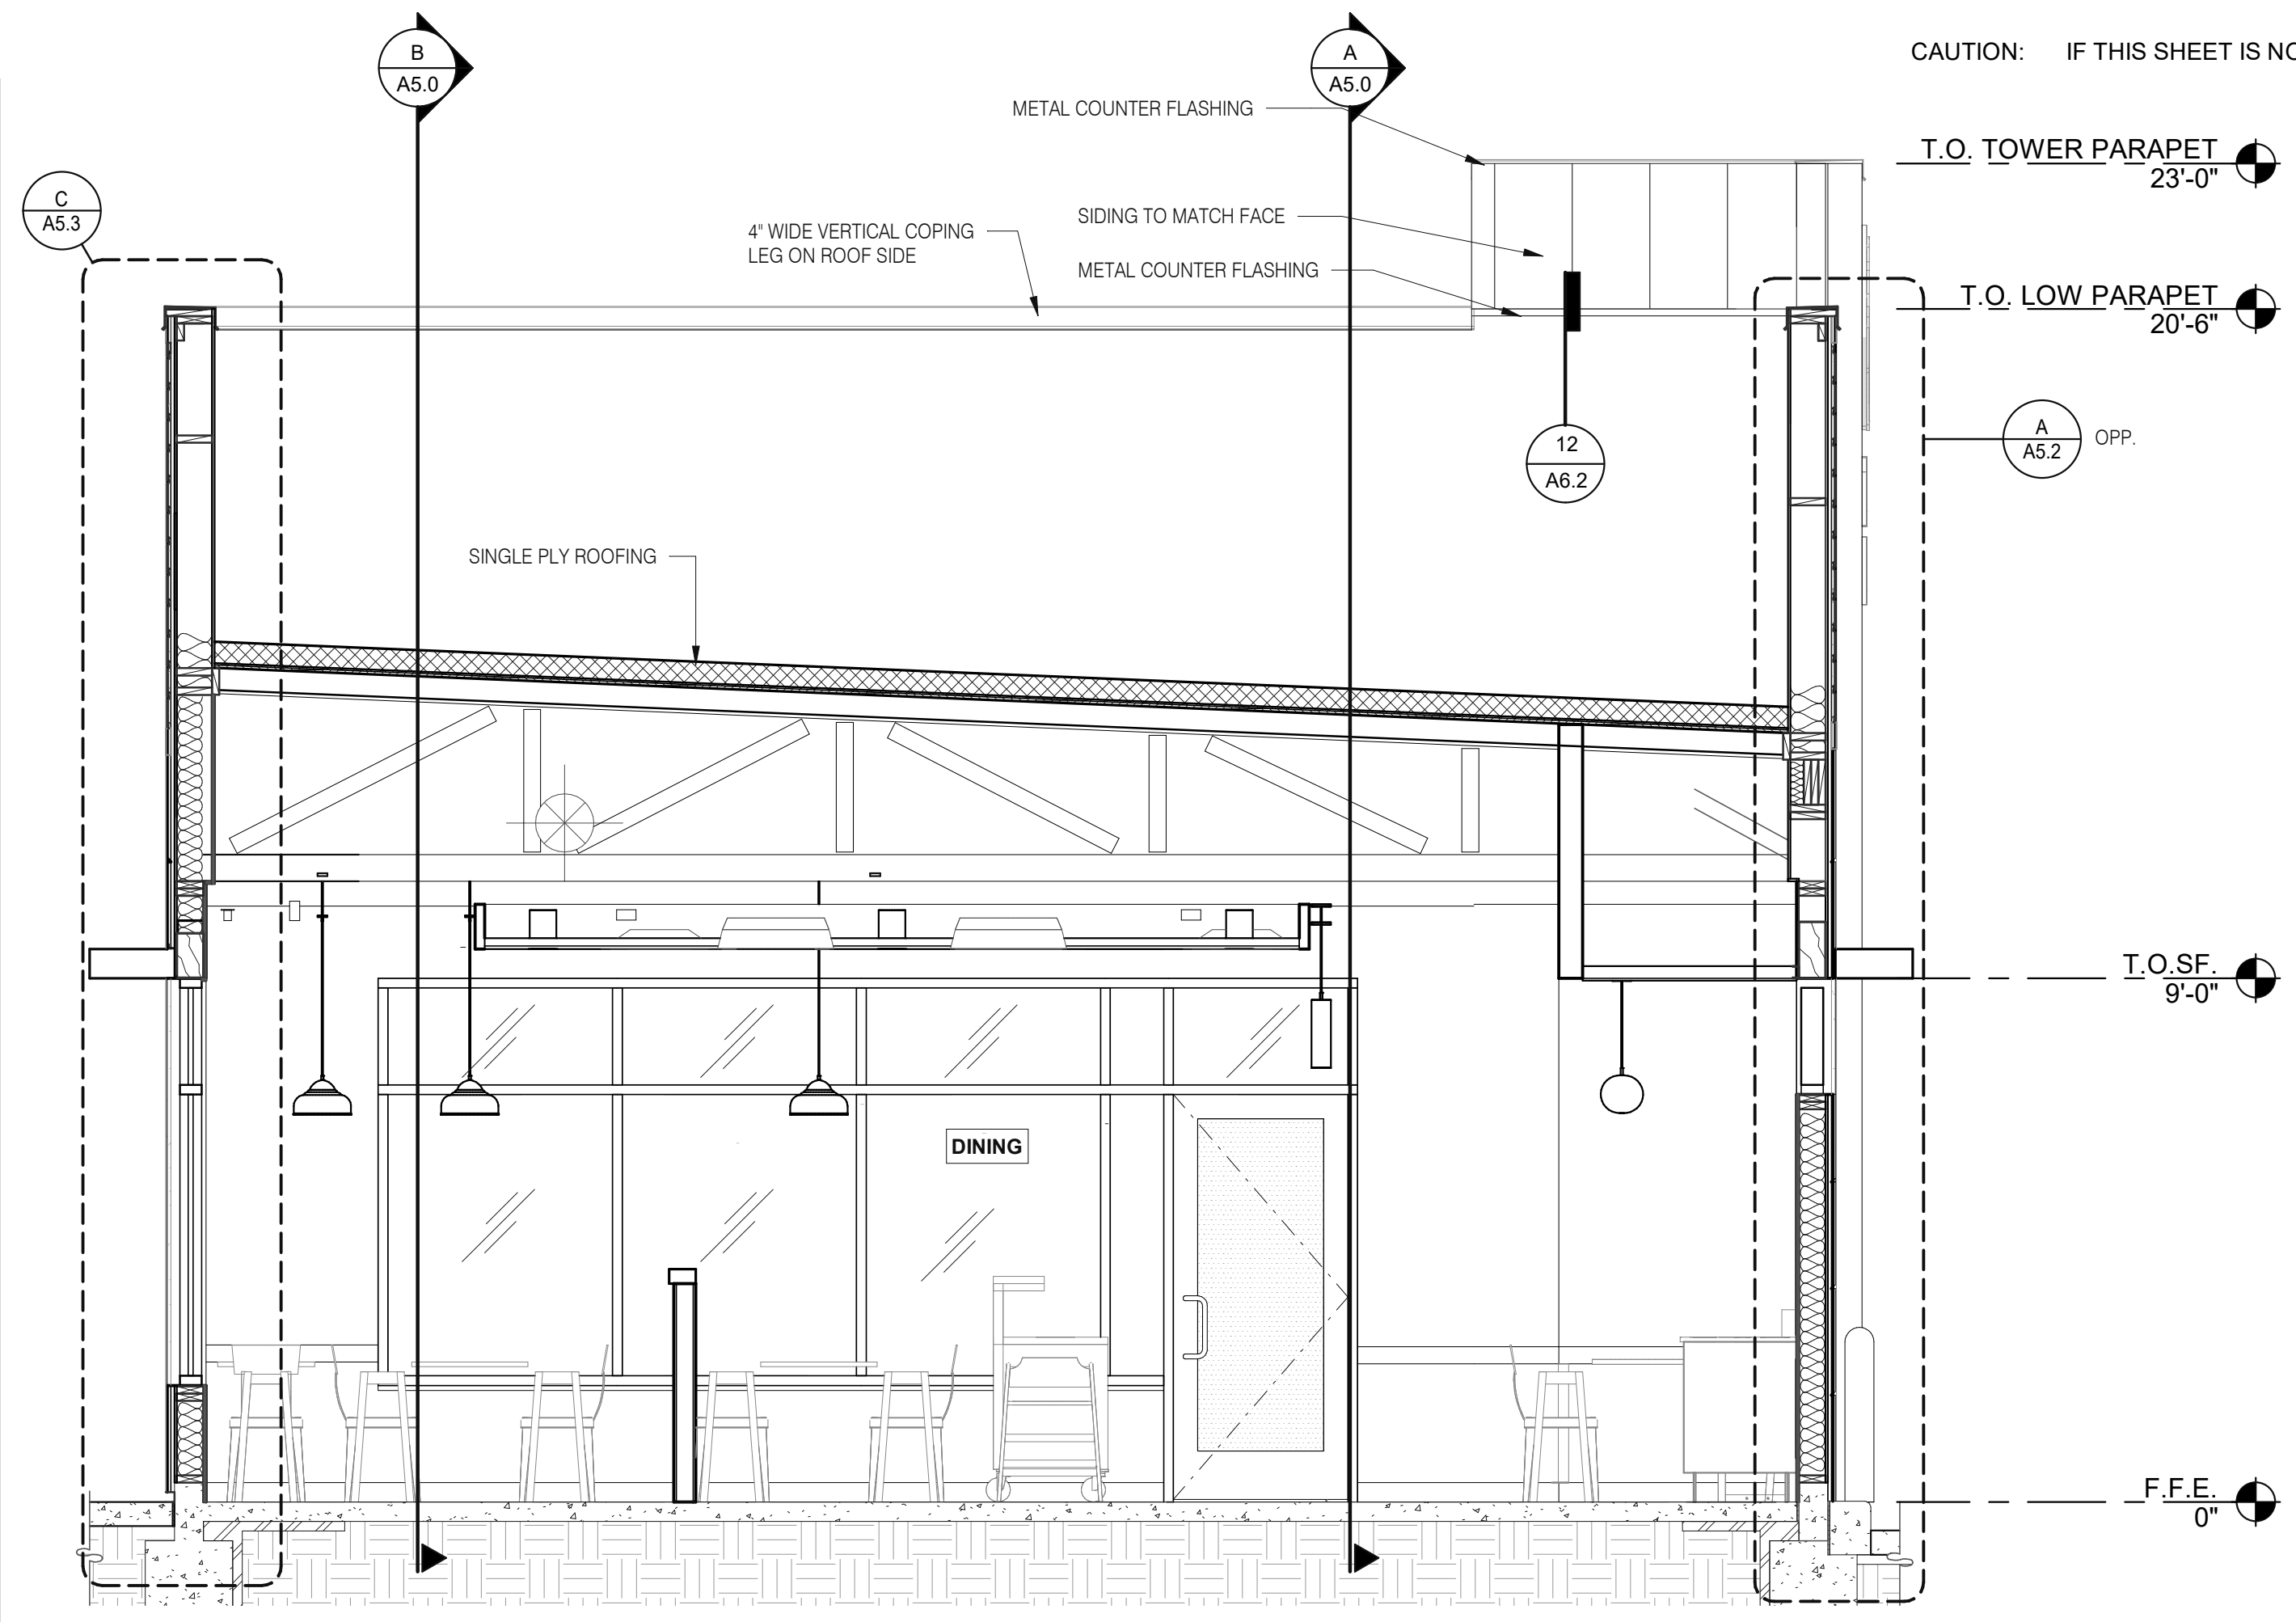 B
A5.0
A
A5.0
CAUTION: IF THIS SHEET IS NO
METAL COUNTER FLASHING
T.O. TOWER PARAPET
23'-0"
C
A5.3
4" WIDE VERTICAL COPING
LEG ON ROOF SIDE
SIDING TO MATCH FACE
METAL COUNTER FLASHING
T.O. LOW PARAPET
20'-6"
12
A6.2
A
A5.2
OPP.
SINGLE PLY ROOFING
T.O.SF.
9'-0"
DINING
F.F.E.
0"